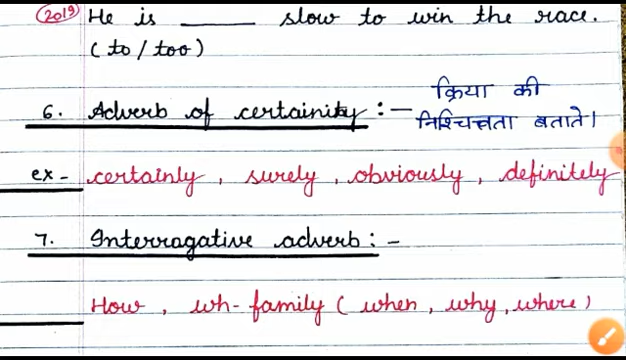 2019 He is ______ slow to win the race.
(to / too)
6. Adverb of certainity :- क्रिया की
निश्चितता बताते।
ex- certainly, surely, obviously, definitely
7. Interragative adverb :-
How, wh-family (when, why, where)